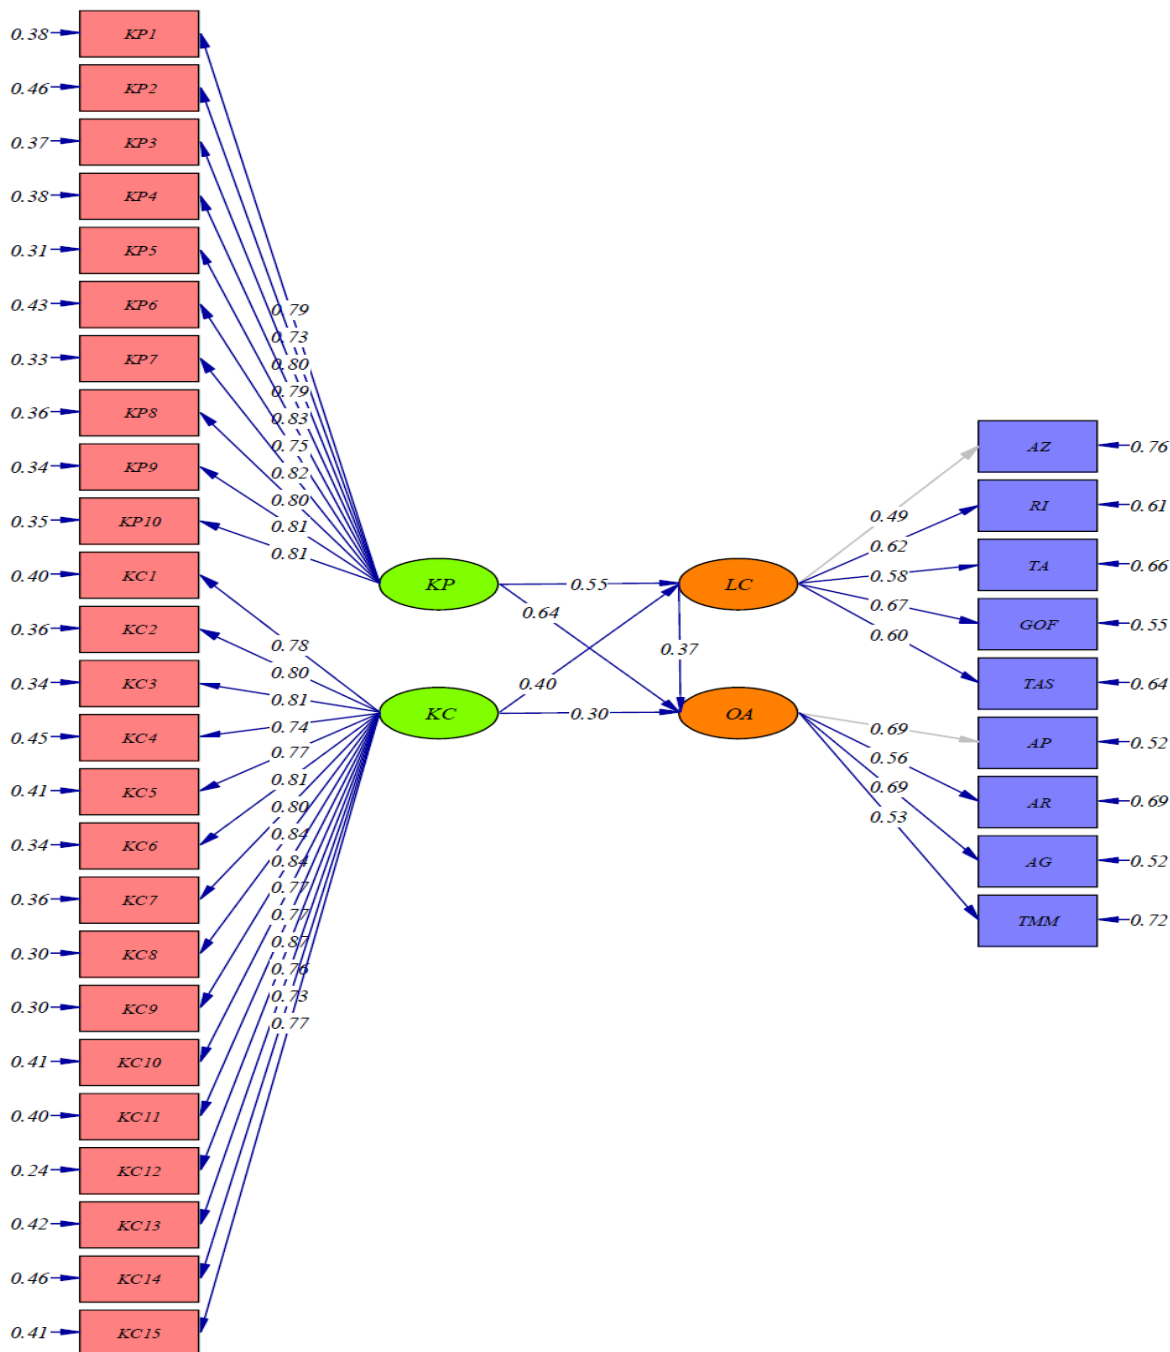 0.38 KP1
0.46 KP2
0.37 KP3
0.38 KP4
0.31 KP5
0.43 KP6
0.33 KP7
0.36 KP8
0.34 KP9
0.35 KP10
0.40 KC1
0.36 KC2
0.34 KC3
0.45 KC4
0.41 KC5
0.34 KC6
0.36 KC7
0.30 KC8
0.30 KC9
0.41 KC10
0.40 KC11
0.24 KC12
0.42 KC13
0.46 KC14
0.41 KC15
0.79
0.73
0.80
0.79
0.83
0.75
0.82
0.80
0.81
0.81
0.78
0.80
0.81
0.74
0.77
0.81
0.80
0.84
0.84
0.77
0.77
0.87
0.76
0.73
0.77
KP
KC
0.55
0.64
0.40
0.30
0.37
LC
OA
0.49
0.62
0.58
0.67
0.60
0.69
0.56
0.69
0.53
AZ 0.76
RI 0.61
TA 0.66
GOF 0.55
TAS 0.64
AP 0.52
AR 0.69
AG 0.52
TMM 0.72